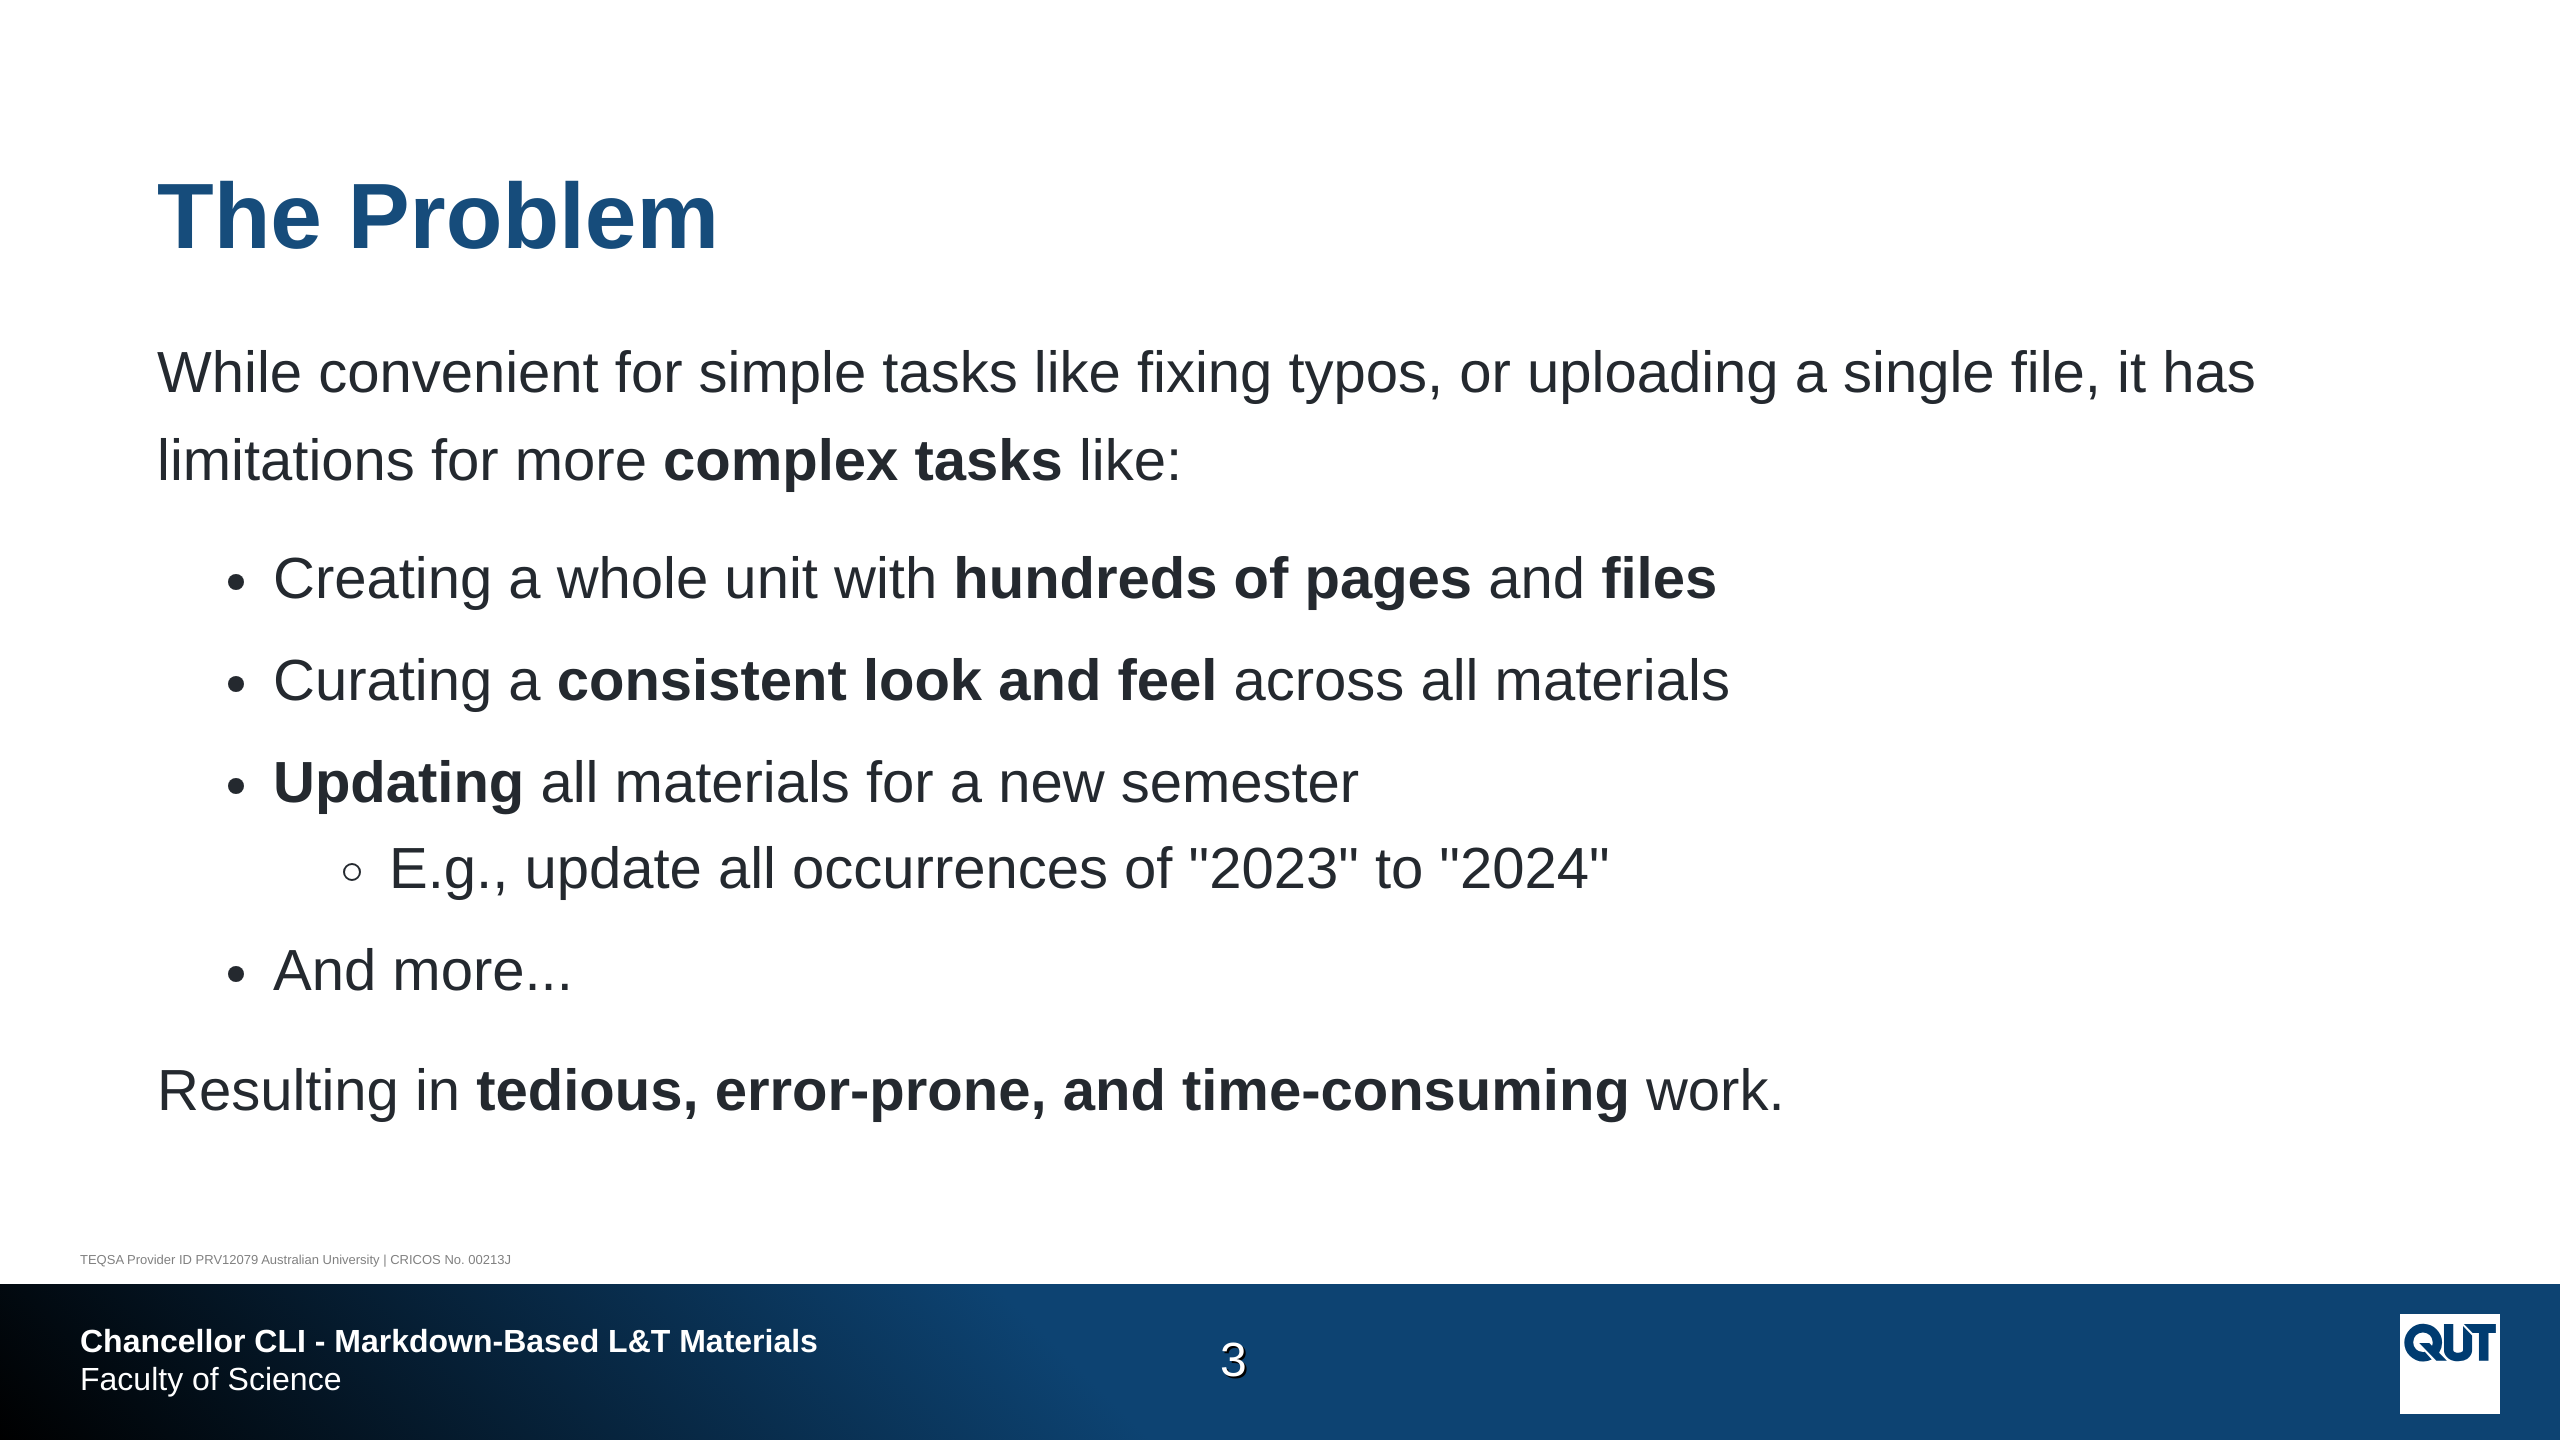 The Problem
While convenient for simple tasks like fixing typos, or uploading a single file, it has
limitations for more complex tasks like:
• Creating a whole unit with hundreds of pages and files
• Curating a consistent look and feel across all materials
• Updating all materials for a new semester
◦ E.g., update all occurrences of "2023" to "2024"
• And more...
Resulting in tedious, error-prone, and time-consuming work.
TEQSA Provider ID PRV12079 Australian University | CRICOS No. 00213J
Chancellor CLI - Markdown-Based L&T Materials
Faculty of Science
3
QUT